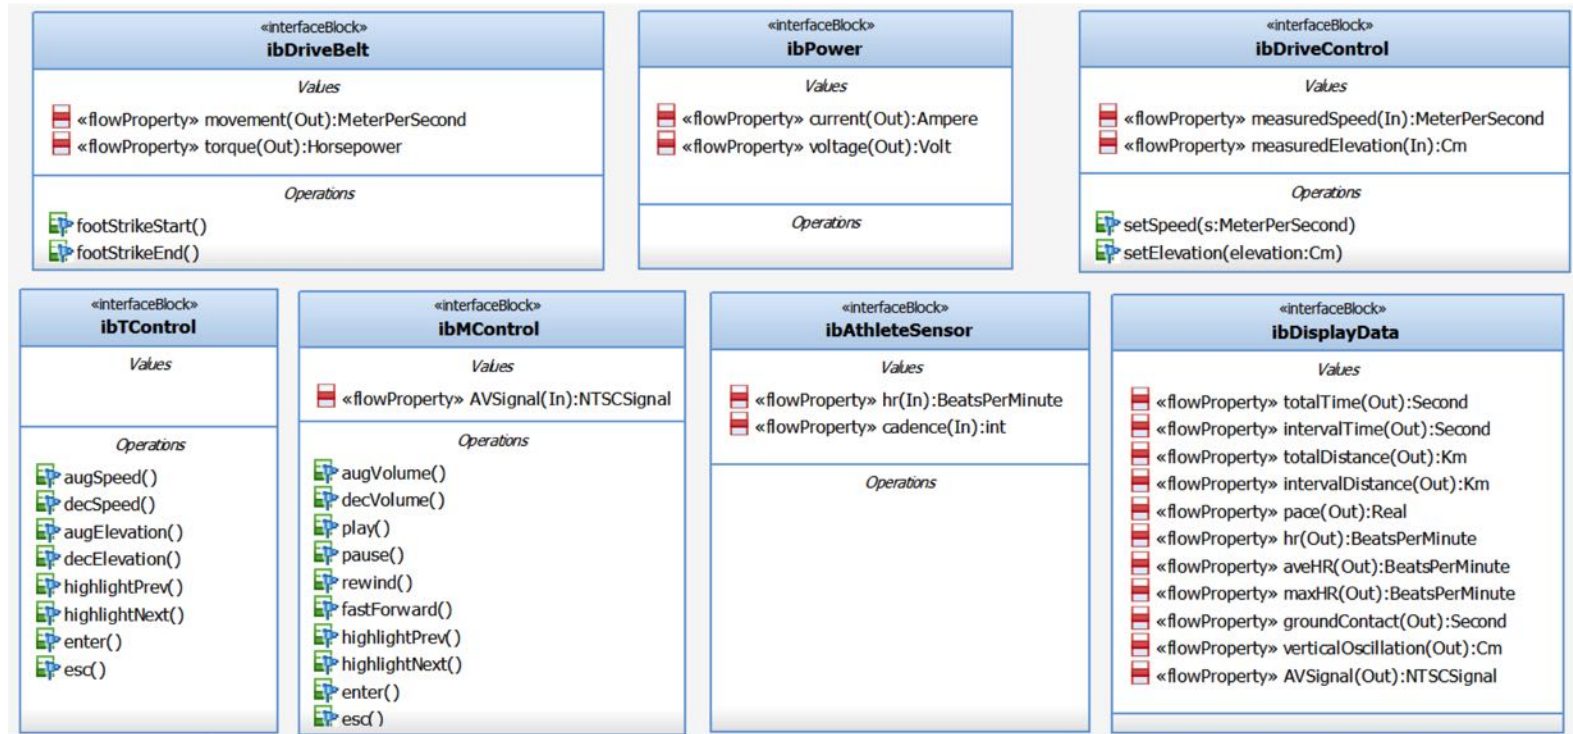 «interfaceBlock»
ibDriveBelt
Values
«flowProperty» movement(Out):MeterPerSecond
«flowProperty» torque(Out):Horsepower
Operations
footStrikeStart()
footStrikeEnd()
«interfaceBlock»
ibPower
Values
«flowProperty» current(Out):Ampere
«flowProperty» voltage(Out):Volt
Operations
«interfaceBlock»
ibDriveControl
Values
«flowProperty» measuredSpeed(In):MeterPerSecond
«flowProperty» measuredElevation(In):Cm
Operations
setSpeed(s:MeterPerSecond)
setElevation(elevation:Cm)
«interfaceBlock»
ibTControl
Values
Operations
augSpeed()
decSpeed()
augElevation()
decElevation()
highlightPrev()
highlightNext()
enter()
esc()
«interfaceBlock»
ibMControl
Values
«flowProperty» AVSignal(In):NTSCSignal
Operations
augVolume()
decVolume()
play()
pause()
rewind()
fastForward()
highlightPrev()
highlightNext()
enter()
esc()
«interfaceBlock»
ibAthleteSensor
Values
«flowProperty» hr(In):BeatsPerMinute
«flowProperty» cadence(In):int
Operations
«interfaceBlock»
ibDisplayData
Values
«flowProperty» totalTime(Out):Second
«flowProperty» intervalTime(Out):Second
«flowProperty» totalDistance(Out):Km
«flowProperty» intervalDistance(Out):Km
«flowProperty» pace(Out):Real
«flowProperty» hr(Out):BeatsPerMinute
«flowProperty» aveHR(Out):BeatsPerMinute
«flowProperty» maxHR(Out):BeatsPerMinute
«flowProperty» groundContact(Out):Second
«flowProperty» verticalOscillation(Out):Cm
«flowProperty» AVSignal(Out):NTSCSignal